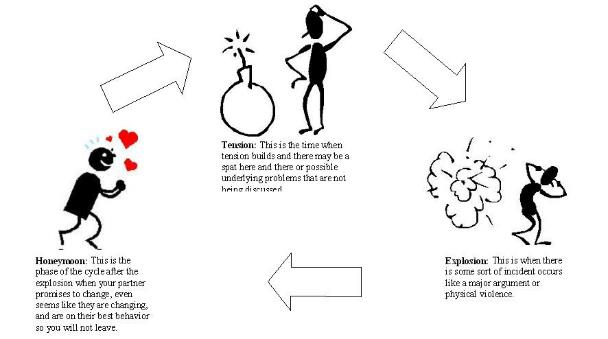 Tension: This is the time when
tension builds and there may be a
spat here and there or possible
underlying problems that are not
being discussed
Honeymoon: This is the
phase of the cycle after the
explosion when your partner
promises to change, even
seems like they are changing,
and are on their best behavior
so you will not leave.
Explosion: This is when there
is some sort of incident occurs
like a major argument or
physical violence.